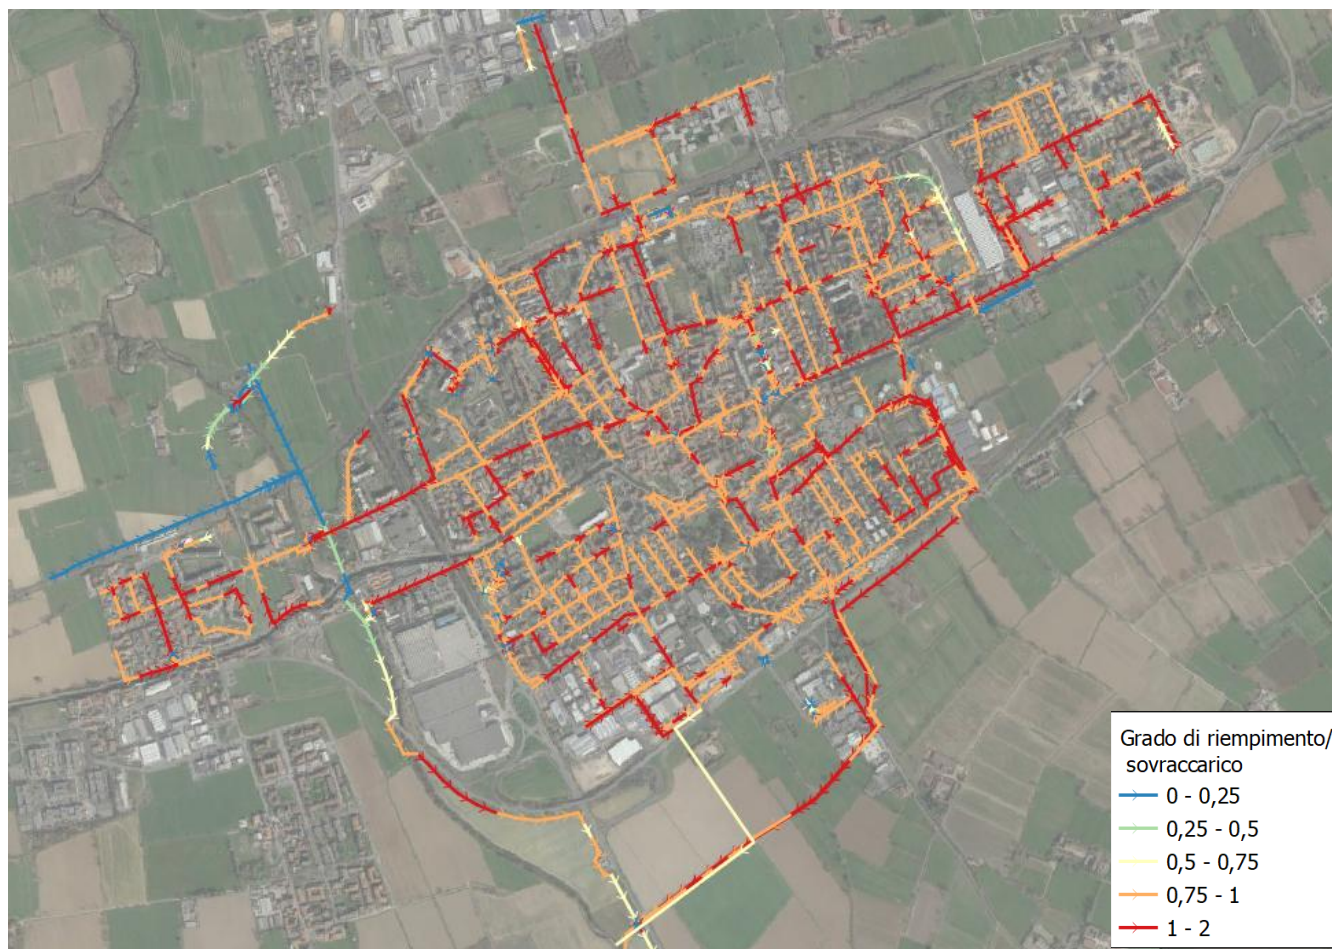 Grado di riempimento/
sovraccarico
0 - 0,25
0,25 - 0,5
0,5 - 0,75
0,75 - 1
1 - 2